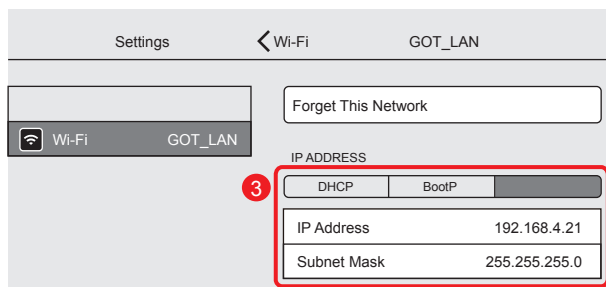 Settings Wi-Fi GOT_LAN
Forget This Network
Wi-Fi GOT_LAN
IP ADDRESS
3 DHCP BootP
IP Address 192.168.4.21
Subnet Mask 255.255.255.0